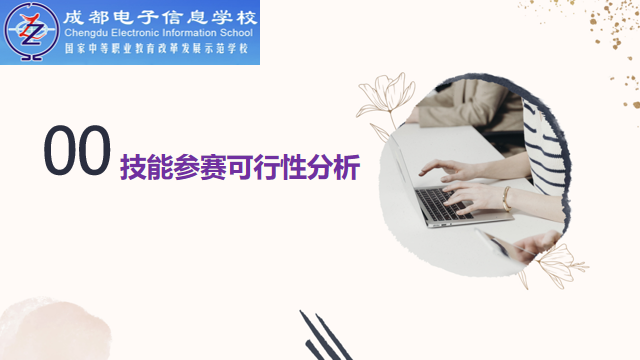 成都电子信息学校
Chengdu Electronic Information School
国家中等职业教育改革发展示范学校
00 技能参赛可行性分析